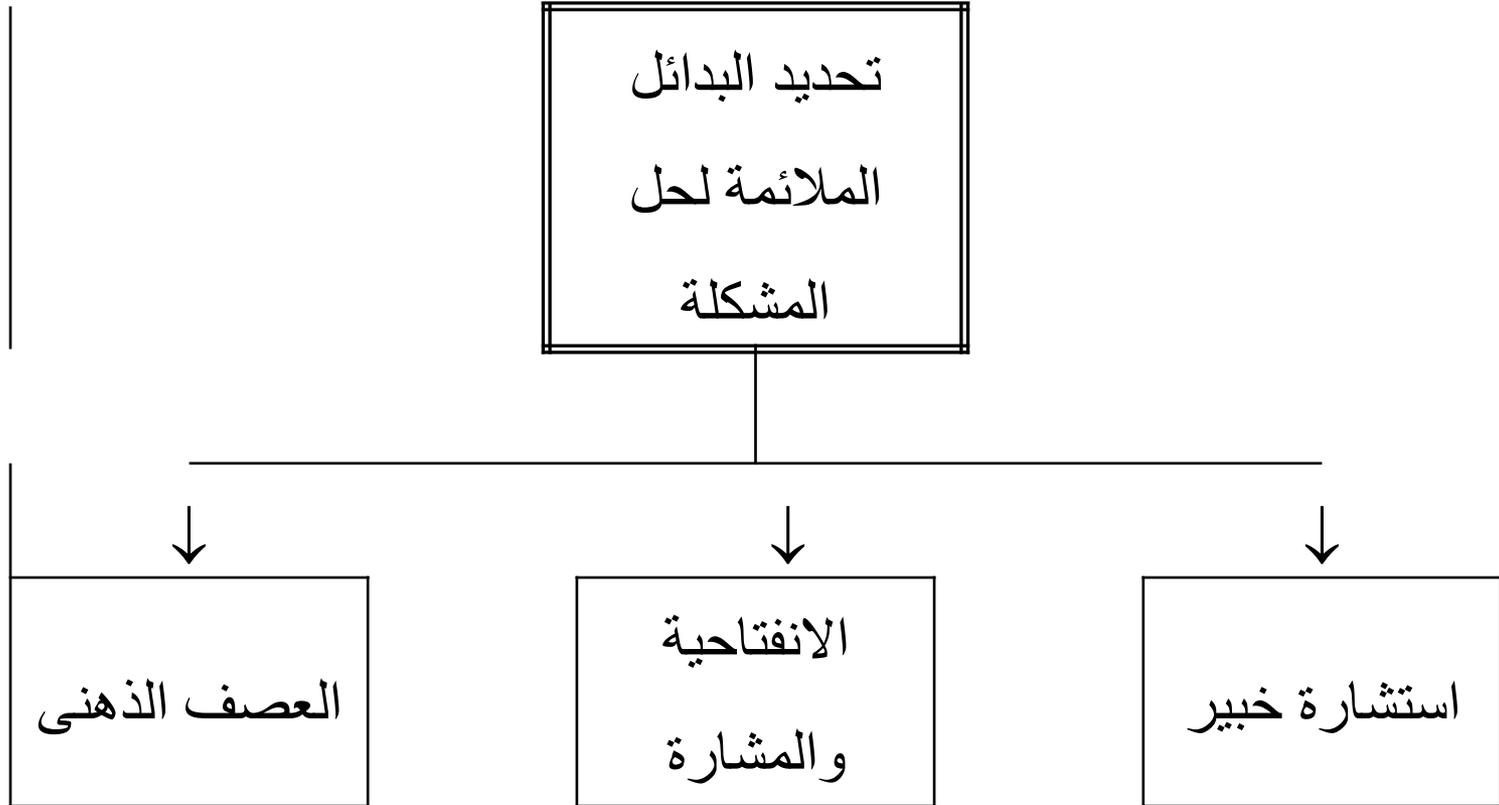 تحديد البدائل
الملائمة لحل
المشكلة
استشارة خبير
الانفتاحية
والمشارة
العصف الذهنى